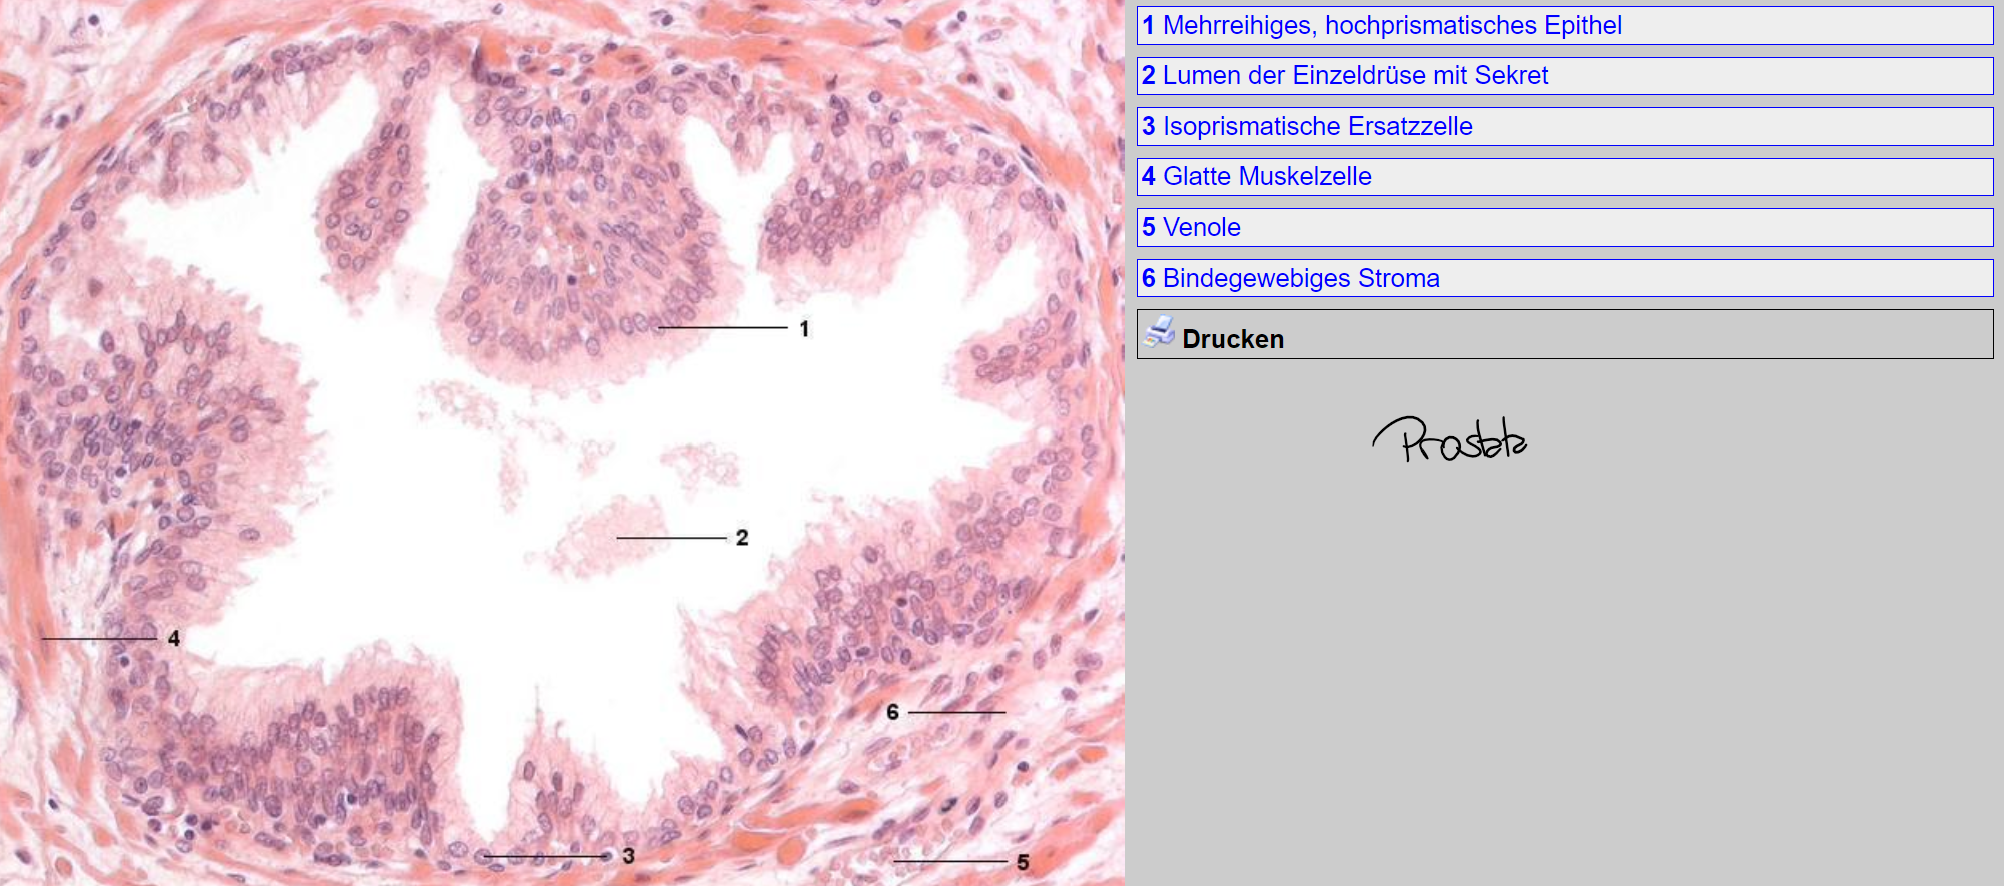 1 Mehrreihiges, hochprismatisches Epithel
2 Lumen der Einzeldrüse mit Sekret
3 Isoprismatische Ersatzzelle
4 Glatte Muskelzelle
5 Venole
6 Bindegewebiges Stroma
Drucken
Prostata
1
2
4
6
3
5